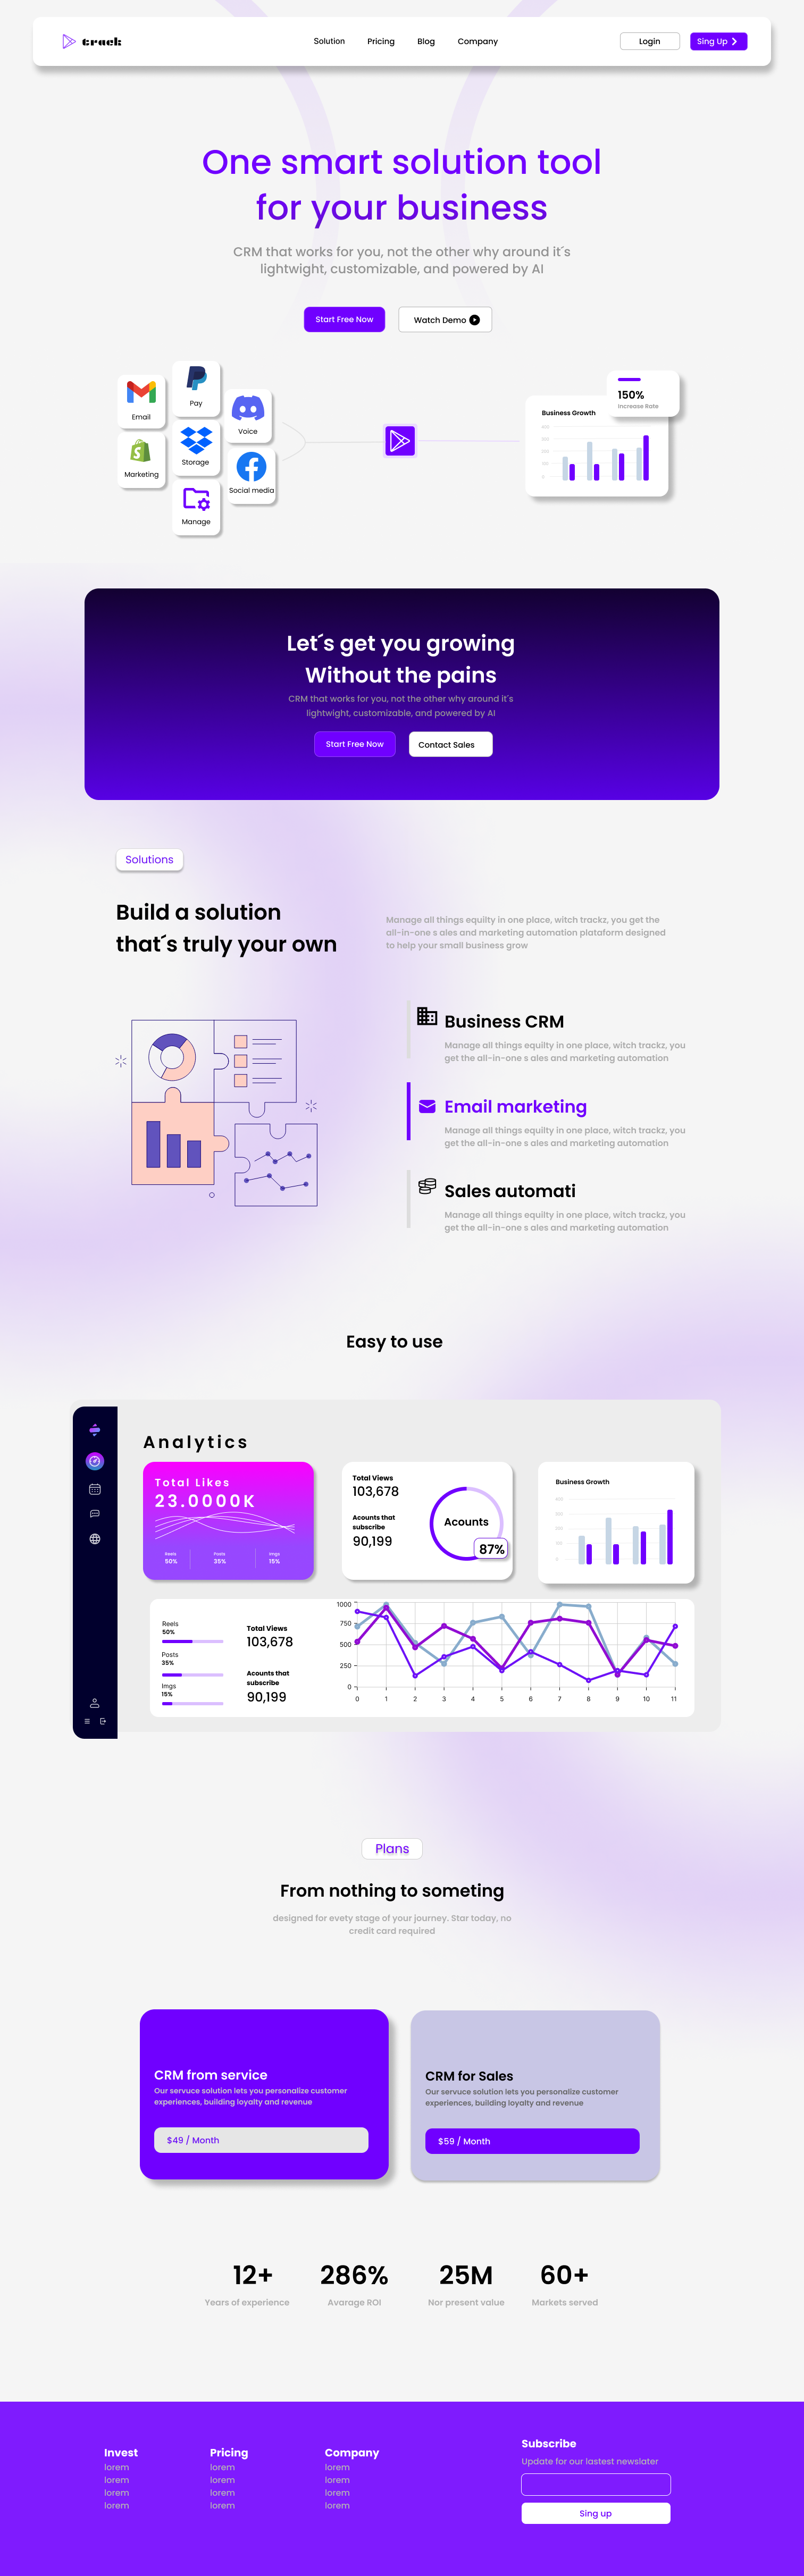 track
Solution
Pricing
Blog
Company
Login
Sing Up
One smart solution tool
for your business
CRM that works for you, not the other why around it´s
lightwight, customizable, and powered by AI
Start Free Now
Watch Demo
Email
Pay
Voice
Marketing
Storage
Social media
Manage
150%
Increase Rate
Business Growth
Let´s get you growing
Without the pains
CRM that works for you, not the other why around it´s
lightwight, customizable, and powered by AI
Start Free Now
Contact Sales
Solutions
Build a solution
that´s truly your own
Manage all things equilty in one place, witch trackz, you get the
all-in-one s ales and marketing automation plataform designed
to help your small business grow
Business CRM
Manage all things equilty in one place, witch trackz, you
get the all-in-one s ales and marketing automation
Email marketing
Manage all things equilty in one place, witch trackz, you
get the all-in-one s ales and marketing automation
Sales automati
Manage all things equilty in one place, witch trackz, you
get the all-in-one s ales and marketing automation
Easy to use
Analytics
Total Likes
23.0000K
Reels
50%
Posts
35%
Imgs
15%
Total Views
103,678
Acounts that
subscribe
90,199
Acounts
87%
Business Growth
Reels
50%
Posts
35%
Imgs
15%
Total Views
103,678
Acounts that
subscribe
90,199
1000
750
500
250
0
0 1 2 3 4 5 6 7 8 9 10 11
Plans
From nothing to someting
designed for evety stage of your journey. Star today, no
credit card required
CRM from service
Our servuce solution lets you personalize customer
experiences, building loyalty and revenue
$49 / Month
CRM for Sales
Our servuce solution lets you personalize customer
experiences, building loyalty and revenue
$59 / Month
12+
Years of experience
286%
Avarage ROI
25M
Nor present value
60+
Markets served
Invest
lorem
lorem
lorem
lorem
Pricing
lorem
lorem
lorem
lorem
Company
lorem
lorem
lorem
lorem
Subscribe
Update for our lastest newslater
Sing up